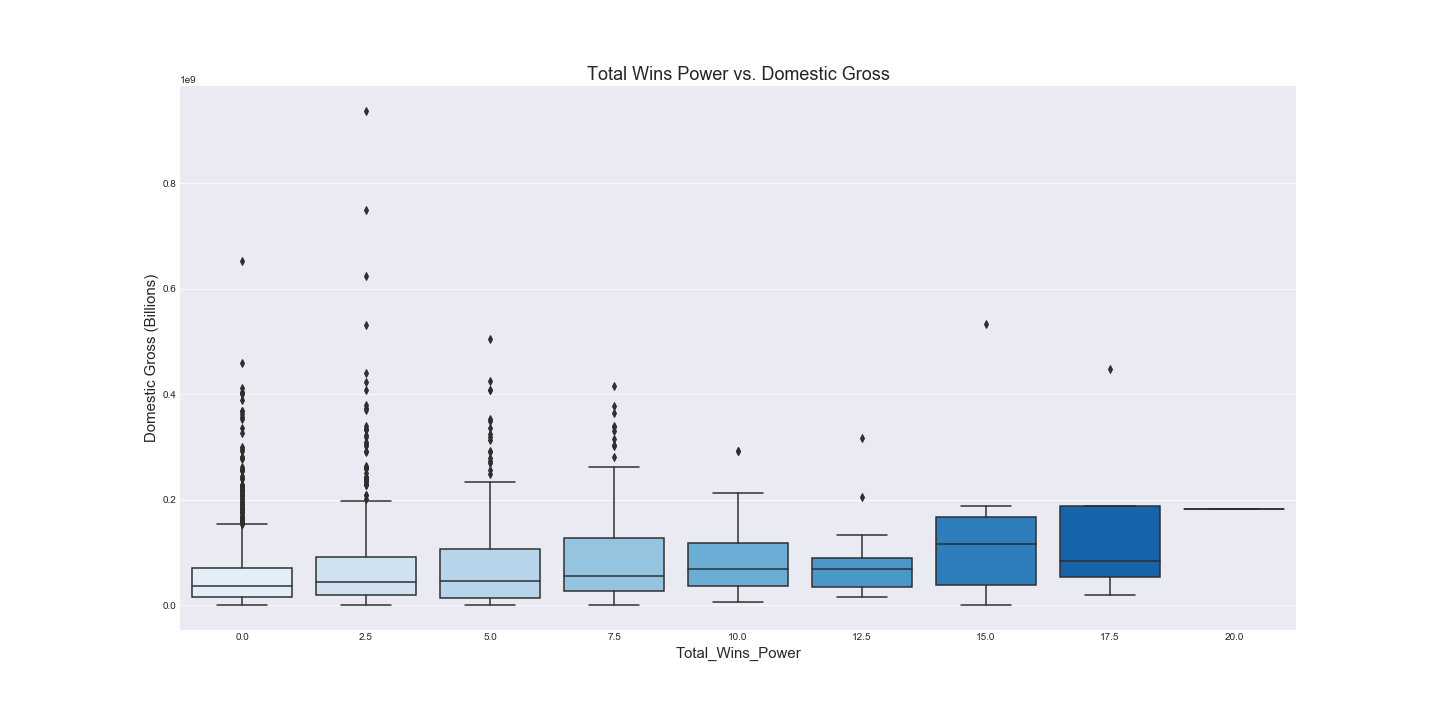 Total Wins Power vs. Domestic Gross
1e9
Domestic Gross (Billions)
0.8
0.6
0.4
0.2
0.0
0.0 2.5 5.0 7.5 10.0 12.5 15.0 17.5 20.0
Total_Wins_Power